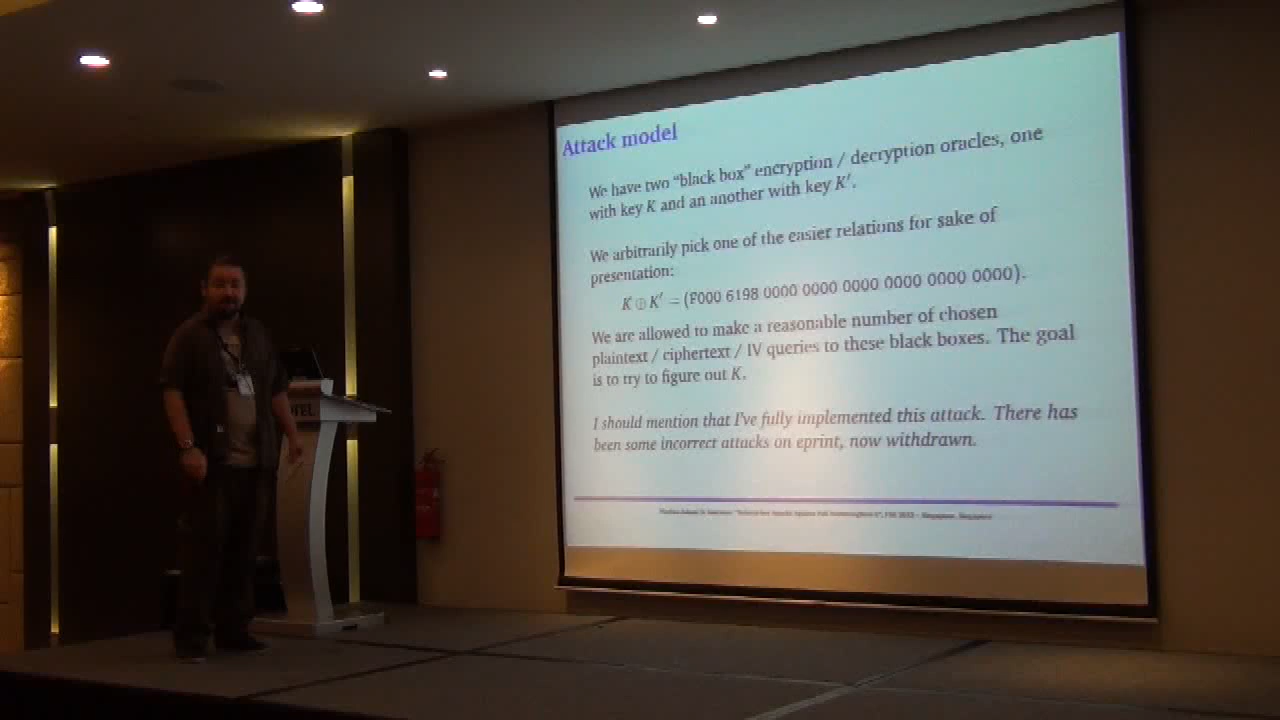 Attack model
We have two “black box” encryption / decryption oracles, one
with key K and an another with key K′.
We arbitrarily pick one of the easier relations for sake of
presentation:
K ⊕ K′ = (F000 6198 0000 0000 0000 0000 0000 0000).
We are allowed to make a reasonable number of chosen
plaintext / ciphertext / IV queries to these black boxes. The goal
is to try to figure out K.
I should mention that I've fully implemented this attack. There has
been some incorrect attacks on eprint, now withdrawn.
Singapore, Singapore